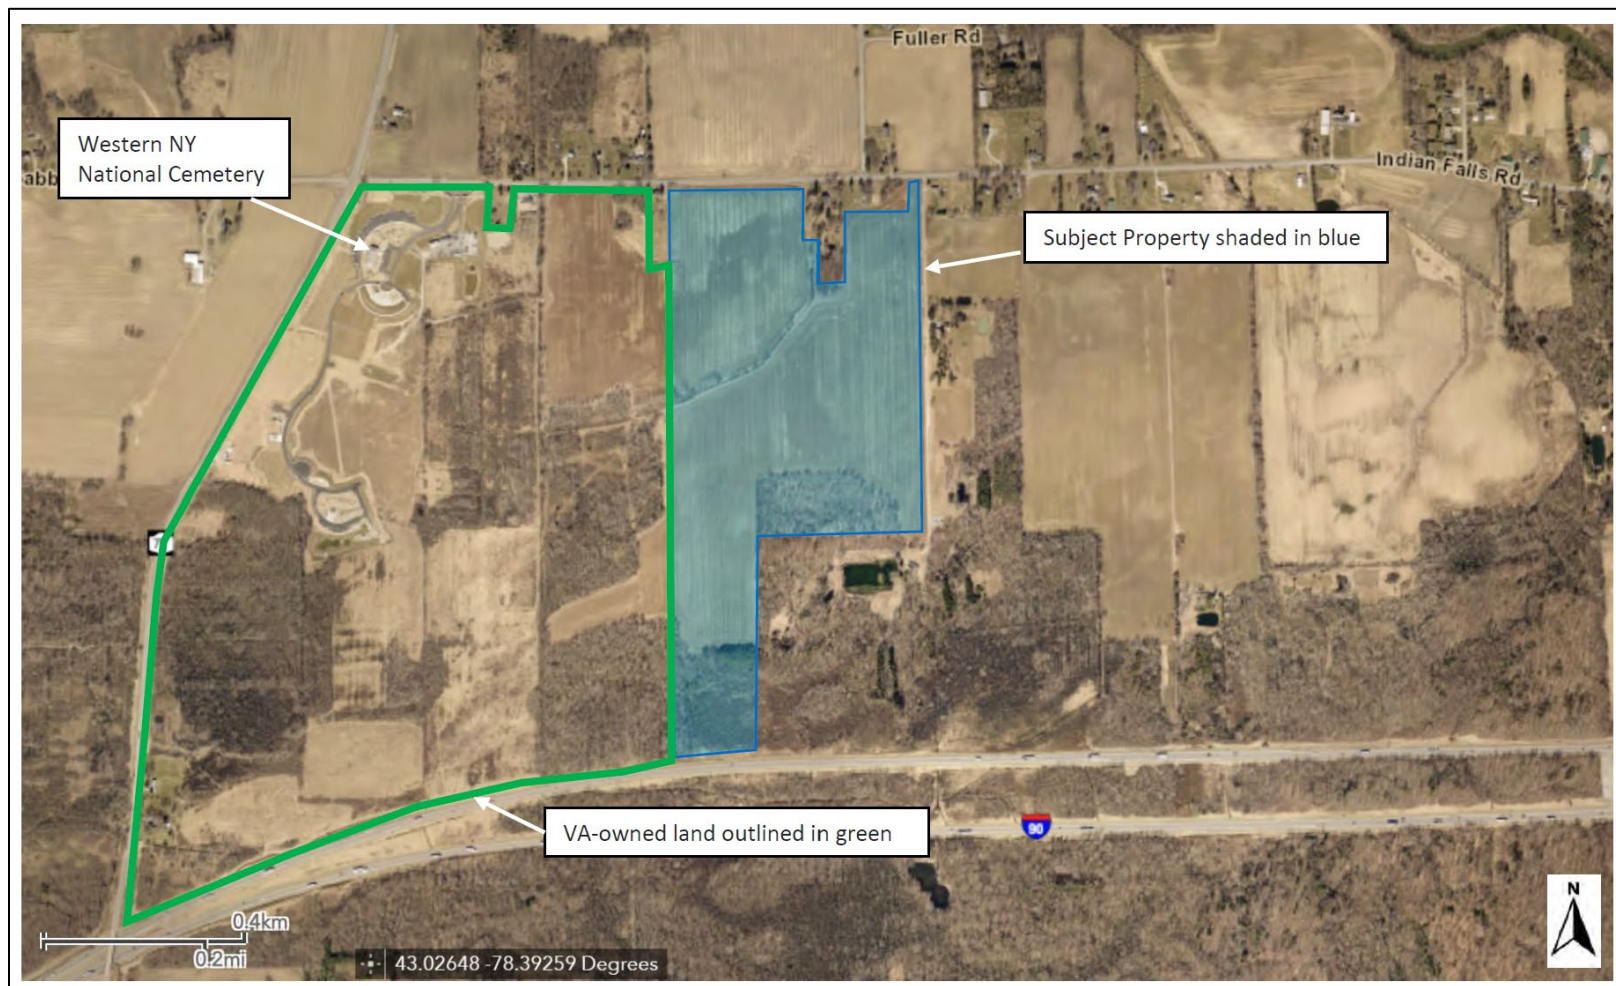 Fuller Rd
Western NY
National Cemetery
Indian Falls Rd
Subject Property shaded in blue
VA-owned land outlined in green
90
N
0.4km
0.2mi
43.02648 -78.39259 Degrees